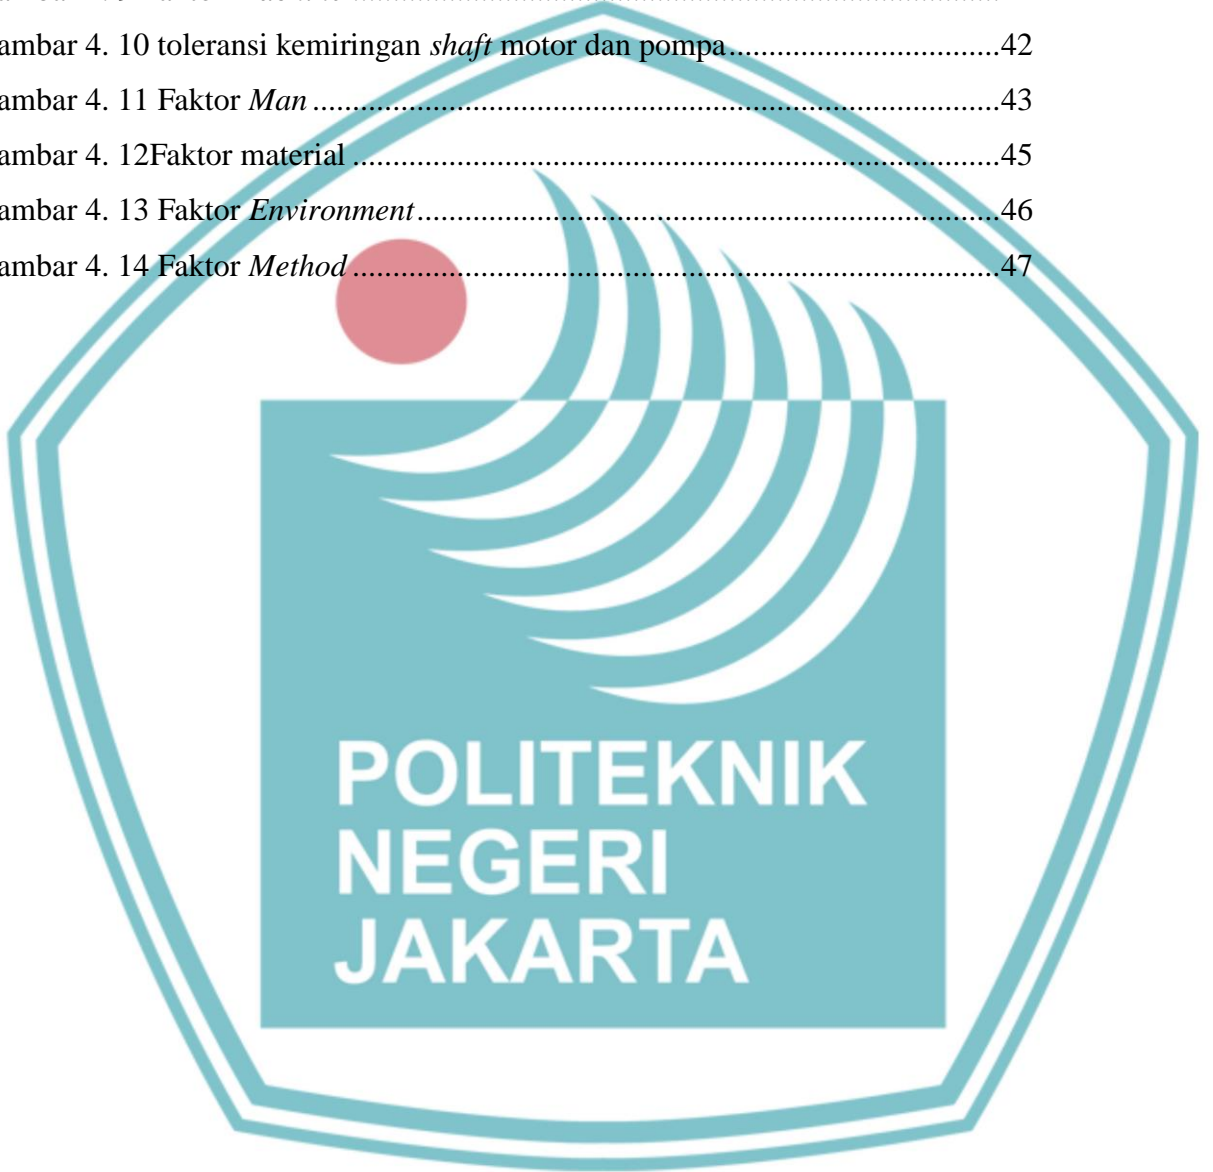 ambar 4. 10 toleransi kemiringan shaft motor dan pompa..................................42
ambar 4. 11 Faktor Man......................................................................................43
ambar 4. 12Faktor material.................................................................................45
ambar 4. 13 Faktor Environment.........................................................................46
ambar 4. 14 Faktor Method.................................................................................47
POLITEKNIK
NEGERI
JAKARTA